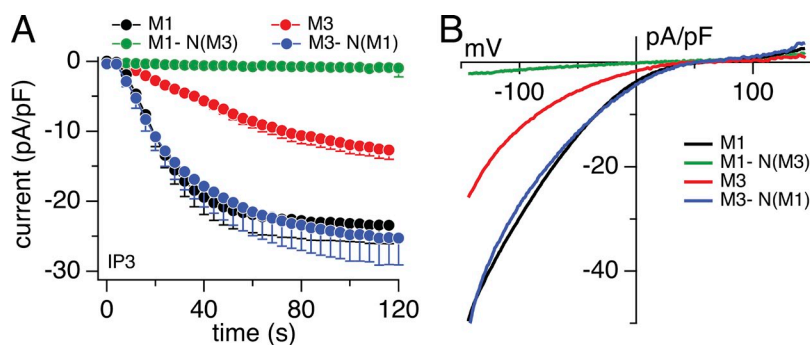 A
M1
M3
M1- N(M3)
M3- N(M1)
current (pA/pF)
0
-10
-20
-30
IP3
0
40
80
120
time (s)
B
mV
pA/pF
-100
100
-20
-40
M1
M1- N(M3)
M3
M3- N(M1)